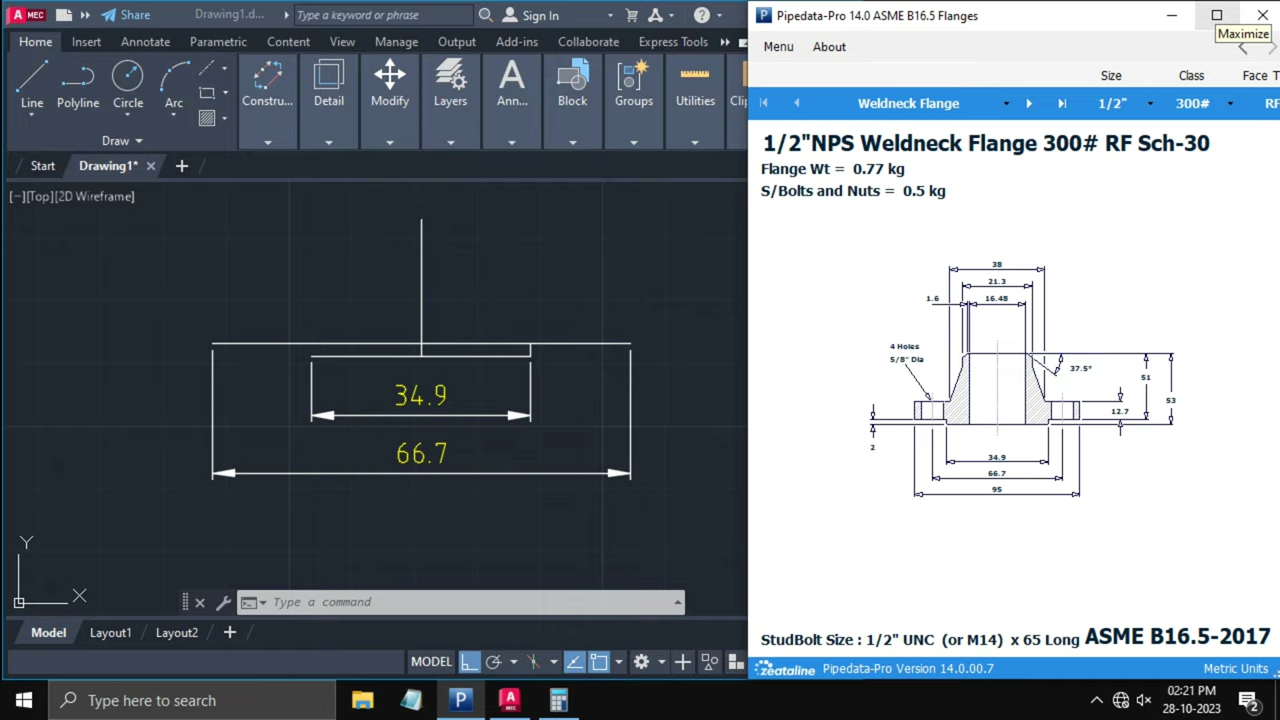 MEC
Share
Drawing1.d...
Type a keyword or phrase
Sign In
Home Insert Annotate Parametric Content View Manage Output Add-ins Collaborate Express Tools
Line Polyline Circle Arc Constru... Detail Modify Layers Ann... Block Groups Utilities Clip
Draw
Start Drawing1* +
[−][Top][2D Wireframe]
34.9
66.7
Y
X
Type a command
Model Layout1 Layout2 +
MODEL
Pipedata-Pro 14.0 ASME B16.5 Flanges
Maximize
Menu About
Size Class Face T
Weldneck Flange 1/2" 300# RF
1/2"NPS Weldneck Flange 300# RF Sch-30
Flange Wt = 0.77 kg
S/Bolts and Nuts = 0.5 kg
38
21.3
1.6 16.48
4 Holes
5/8" Dia
37.5°
51
53
12.7
2
34.9
66.7
95
StudBolt Size : 1/2" UNC (or M14) x 65 Long ASME B16.5-2017
zeataline Pipedata-Pro Version 14.0.00.7 Metric Units
Type here to search
P
MEC
02:21 PM
28-10-2023
2